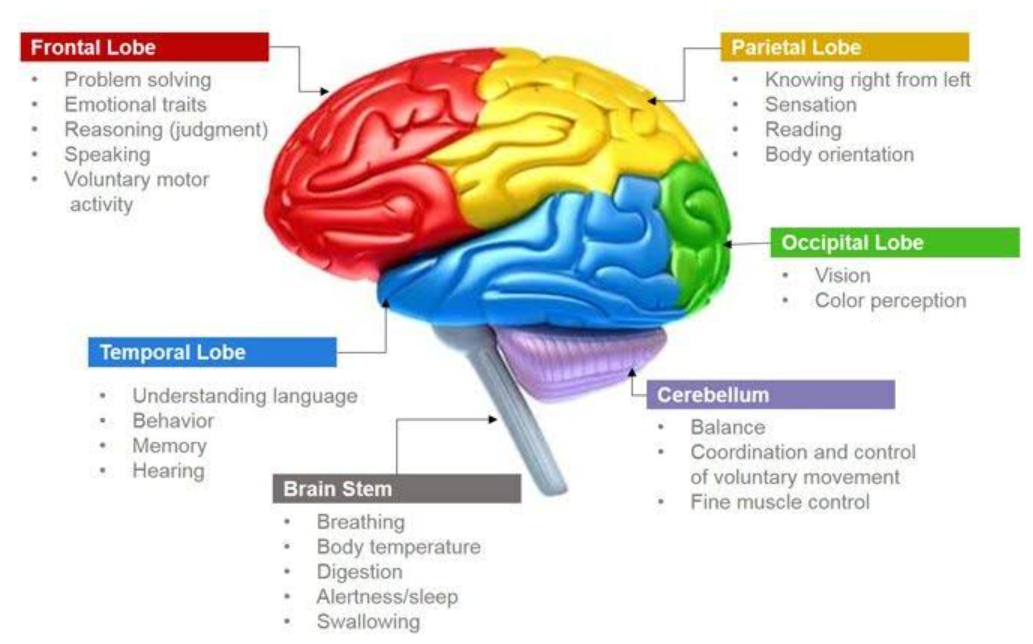 Frontal Lobe
• Problem solving
• Emotional traits
• Reasoning (judgment)
• Speaking
• Voluntary motor
activity
Parietal Lobe
• Knowing right from left
• Sensation
• Reading
• Body orientation
Occipital Lobe
• Vision
• Color perception
Temporal Lobe
• Understanding language
• Behavior
• Memory
• Hearing
Cerebellum
• Balance
• Coordination and control
of voluntary movement
• Fine muscle control
Brain Stem
• Breathing
• Body temperature
• Digestion
• Alertness/sleep
• Swallowing